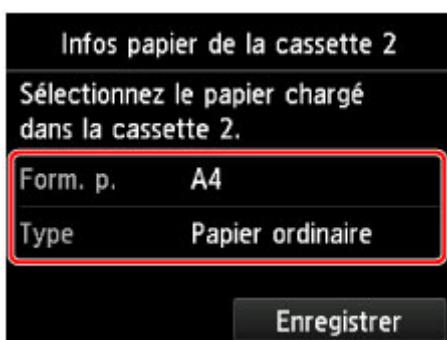 Infos papier de la cassette 2
Sélectionnez le papier chargé
dans la cassette 2.
Form. p. A4
Type Papier ordinaire
Enregistrer